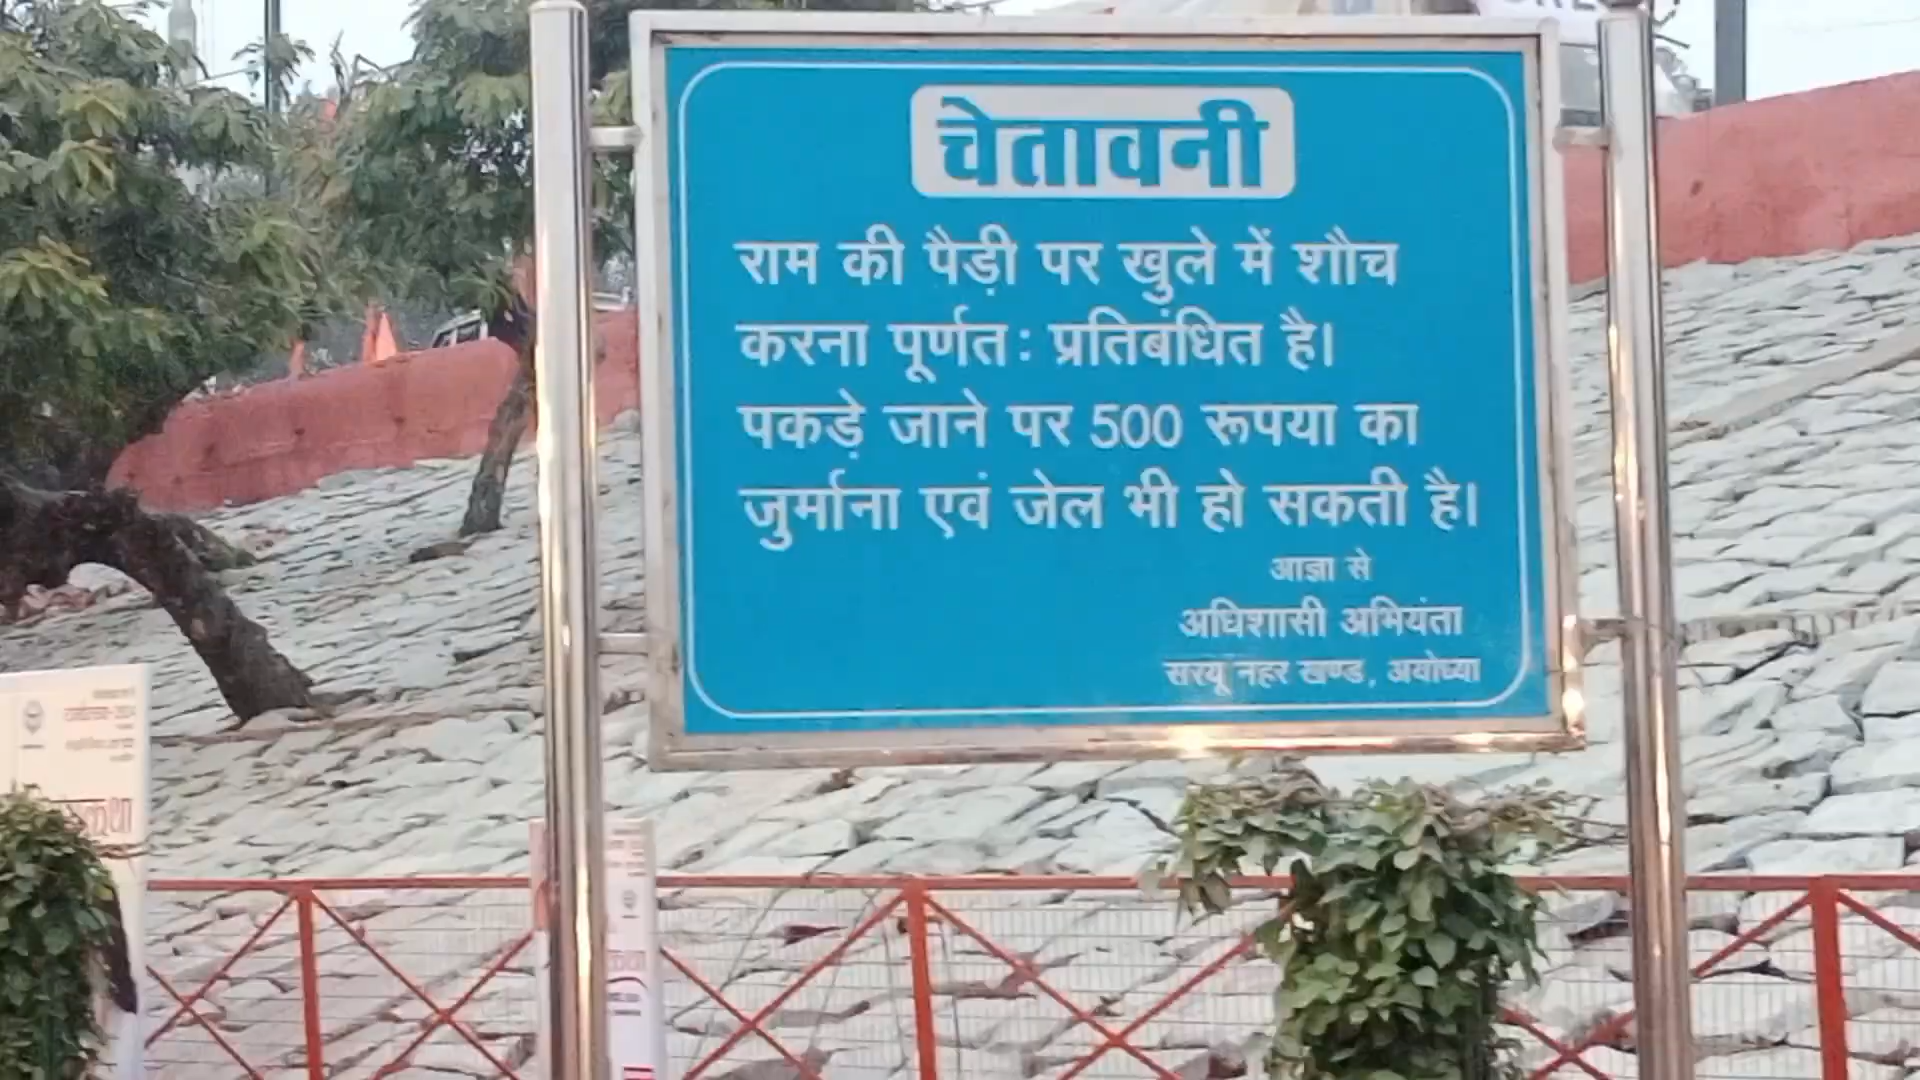 चेतावनी
राम की पैड़ी पर खुले में शौच
करना पूर्णतः प्रतिबंधित है।
पकड़े जाने पर 500 रूपया का
जुर्माना एवं जेल भी हो सकती है।
आज्ञा से
अधिशासी अभियंता
सरयू नहर खण्ड, अयोध्या